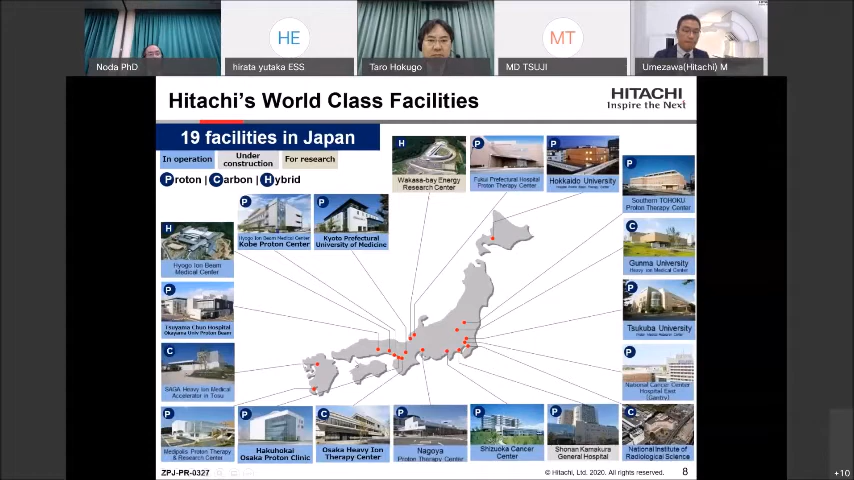 HE
MT
Noda PhD
hirata yutaka ESS
Taro Hokugo
MD TSUJI
Umezawa(Hitachi) M
Hitachi's World Class Facilities
HITACHI
Inspire the Next
19 facilities in Japan
In operation
Under
construction
For research
Proton | Carbon | Hybrid
H
Wakasa-bay Energy
Research Center
P
Fukui Prefectural Hospital
Proton Therapy Center
P
Hokkaido University
P
Southern TOHOKU
Proton Therapy Center
P
Hyogo Ion Beam Medical Center
Kobe Proton Center
P
Kyoto Prefectural
University of Medicine
H
Hyogo Ion Beam
Medical Center
C
Gunma University
Heavy Ion Medical Center
P
Tsuyama Chuo Hospital
Okayama Univ Proton Beam
P
Tsukuba University
C
SAGA Heavy Ion Medical
Accelerator in Tosu
P
National Cancer Center
Hospital East
(Gantry)
P
Medipolis Proton Therapy
& Research Center
P
Hakuhokai
Osaka Proton Clinic
C
Osaka Heavy Ion
Therapy Center
P
Nagoya
Proton Therapy Center
P
Shizuoka Cancer
Center
P
Shonan Kamakura
General Hospital
C
National Institute of
Radiological Science
ZPJ-PR-0327
© Hitachi, Ltd. 2020. All rights reserved.
8
+10